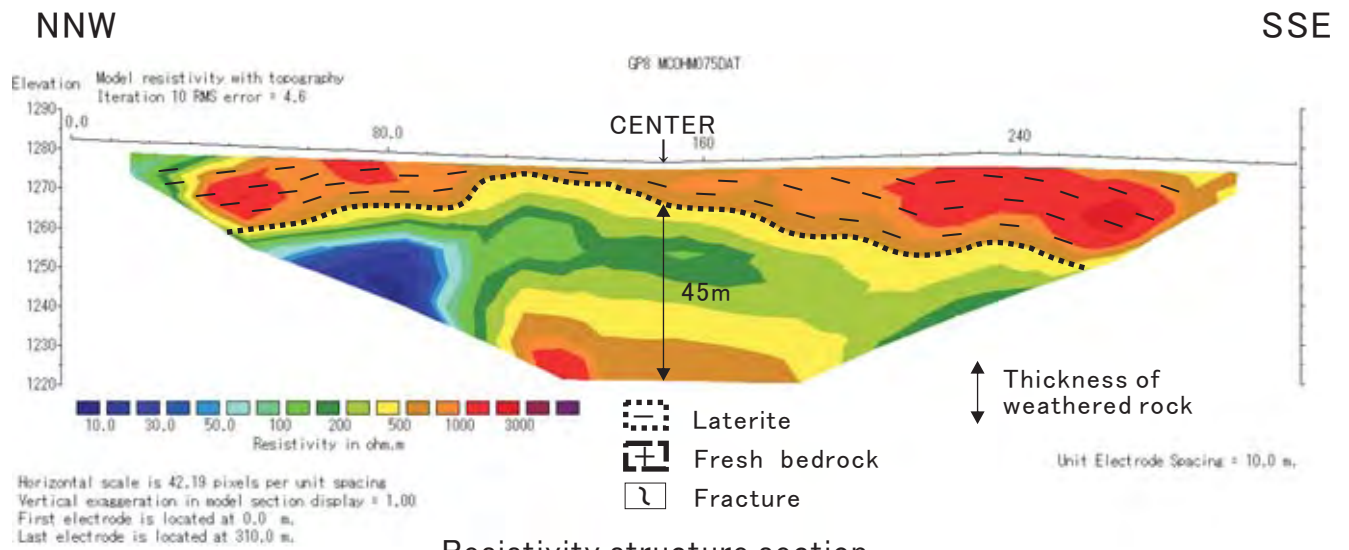 NNW
SSE
GP8 MCOHM075DAT
Elevation
Model resistivity with topography
Iteration 10 RMS error = 4.6
1290
1280
1270
1260
1250
1240
1230
1220
0.0
80.0
CENTER
160
240
45m
10.0 30.0 50.0 100 200 500 1000 3000
Resistivity in ohm.m
Laterite
Fresh bedrock
Fracture
Thickness of
weathered rock
Unit Electrode Spacing = 10.0 m.
Horizontal scale is 42.19 pixels per unit spacing
Vertical exaggeration in model section display = 1.00
First electrode is located at 0.0 m.
Last electrode is located at 310.0 m.
Resistivity structure section